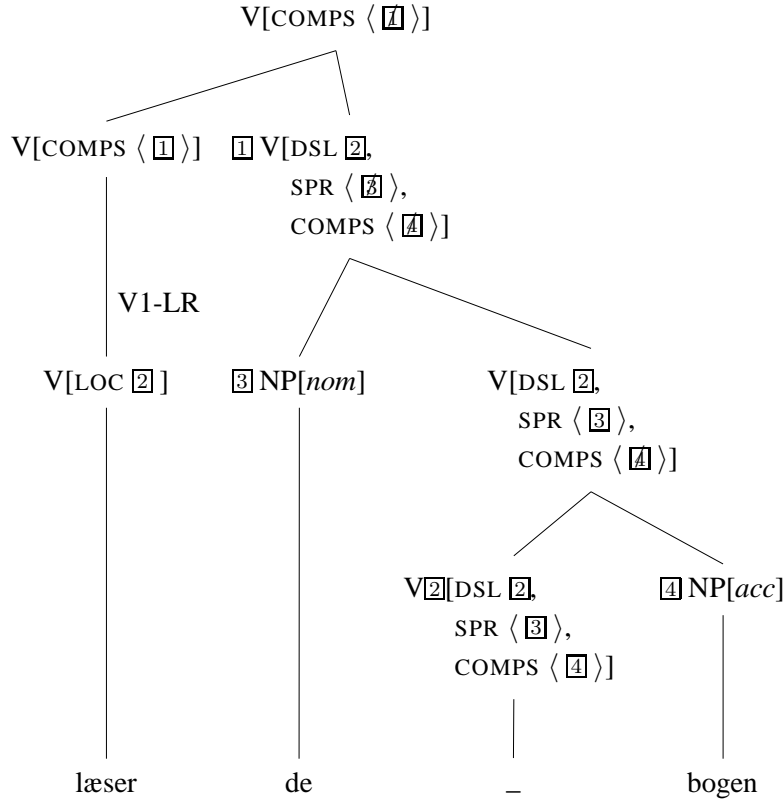 V[COMPS ⟨ 1̸ ⟩]
V[COMPS ⟨ 1 ⟩] 1 V[DSL 2,
SPR ⟨ 3̸ ⟩,
COMPS ⟨ 4̸ ⟩]
V1-LR
V[LOC 2 ] 3 NP[nom] V[DSL 2,
SPR ⟨ 3 ⟩,
COMPS ⟨ 4̸ ⟩]
V2[DSL 2, 4 NP[acc]
SPR ⟨ 3 ⟩,
COMPS ⟨ 4 ⟩]
læser de _ bogen